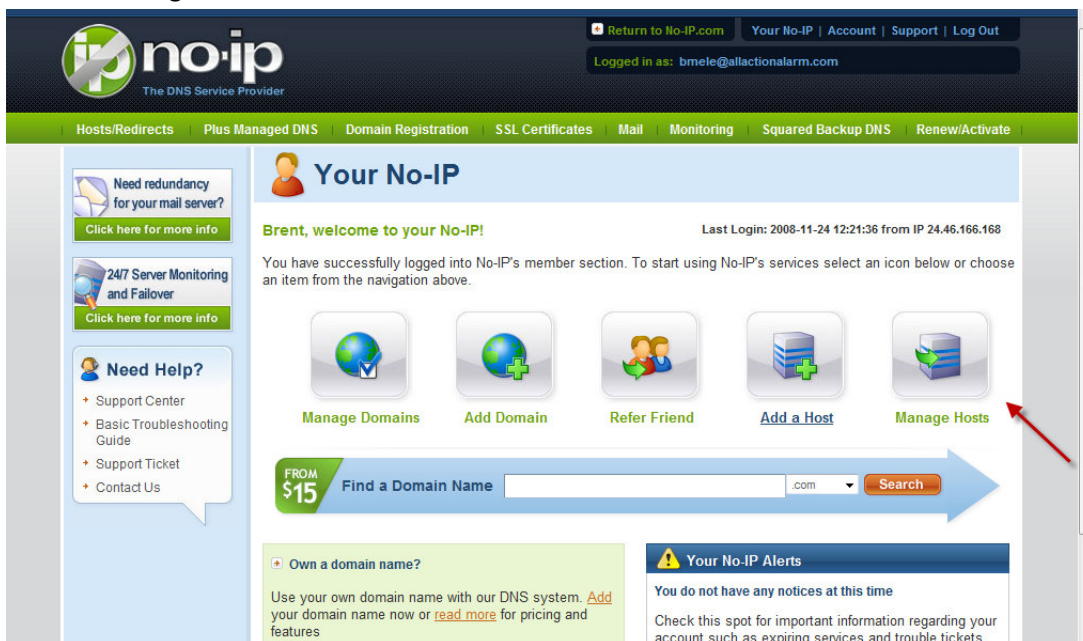 Return to No-IP.com
Your No-IP | Account | Support | Log Out
no·ip
The DNS Service Provider
Logged in as: bmele@allactionalarm.com
Hosts/Redirects | Plus Managed DNS | Domain Registration | SSL Certificates | Mail | Monitoring | Squared Backup DNS | Renew/Activate
Need redundancy
for your mail server?
Click here for more info
24/7 Server Monitoring
and Failover
Click here for more info
Need Help?
Support Center
Basic Troubleshooting
Guide
Support Ticket
Contact Us
Your No-IP
Brent, welcome to your No-IP!
Last Login: 2008-11-24 12:21:36 from IP 24.46.166.168
You have successfully logged into No-IP's member section. To start using No-IP's services select an icon below or choose
an item from the navigation above.
Manage Domains
Add Domain
Refer Friend
Add a Host
Manage Hosts
FROM
$15
Find a Domain Name
.com
Search
Own a domain name?
Use your own domain name with our DNS system. Add
your domain name now or read more for pricing and
features
Your No-IP Alerts
You do not have any notices at this time
Check this spot for important information regarding your
account such as expiring services and trouble tickets